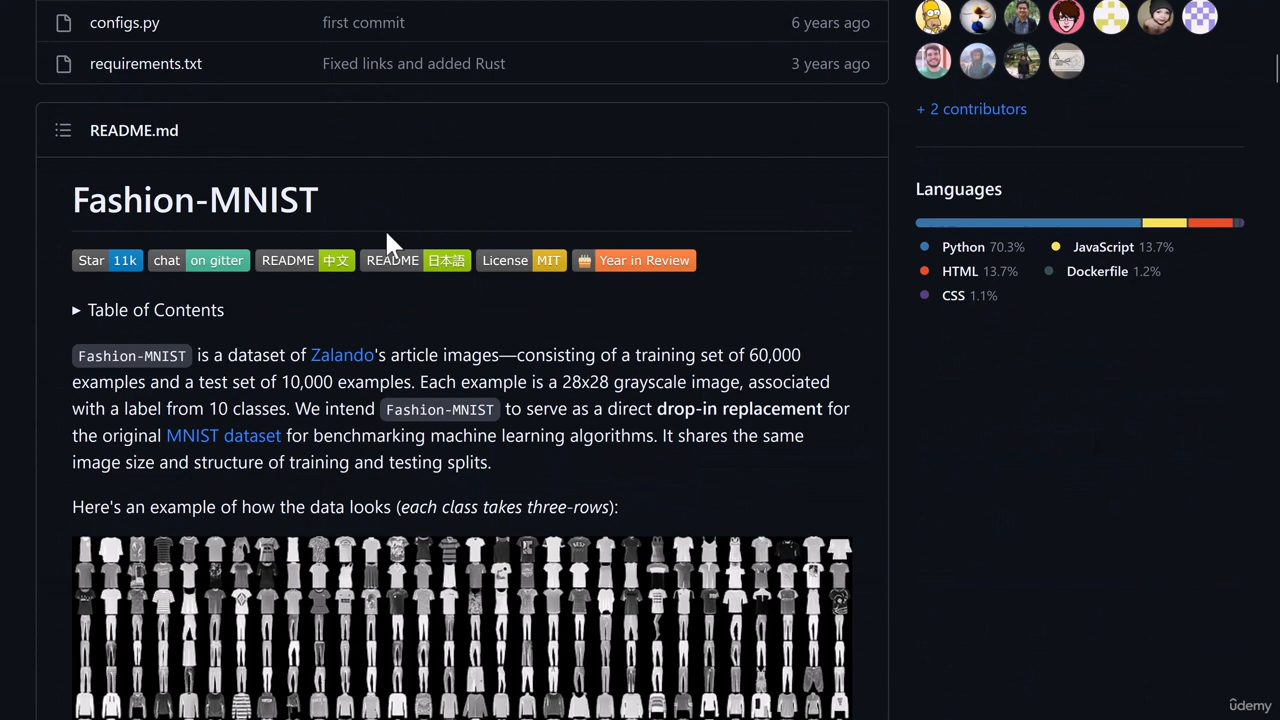 configs.py first commit 6 years ago
requirements.txt Fixed links and added Rust 3 years ago
+ 2 contributors
README.md
Languages
Python 70.3% JavaScript 13.7%
HTML 13.7% Dockerfile 1.2%
CSS 1.1%
Fashion-MNIST
Star 11k chat on gitter README 中文 README 日本語 License MIT Year in Review
Table of Contents
Fashion-MNIST is a dataset of Zalando's article images—consisting of a training set of 60,000
examples and a test set of 10,000 examples. Each example is a 28x28 grayscale image, associated
with a label from 10 classes. We intend Fashion-MNIST to serve as a direct drop-in replacement for
the original MNIST dataset for benchmarking machine learning algorithms. It shares the same
image size and structure of training and testing splits.
Here's an example of how the data looks (each class takes three-rows):
ûdemy